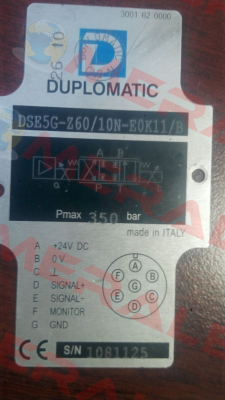 3001 62 0000
26 10
D
DUPLOMATIC
DSE5G-Z60/10N-E0K11/B
A B
Pmax 350 bar
made in ITALY
A +24V DC
B 0 V
C ⊥
D SIGNAL+
E SIGNAL-
F MONITOR
G GND
A
F B
G
E C
D
CE S/N 1081125